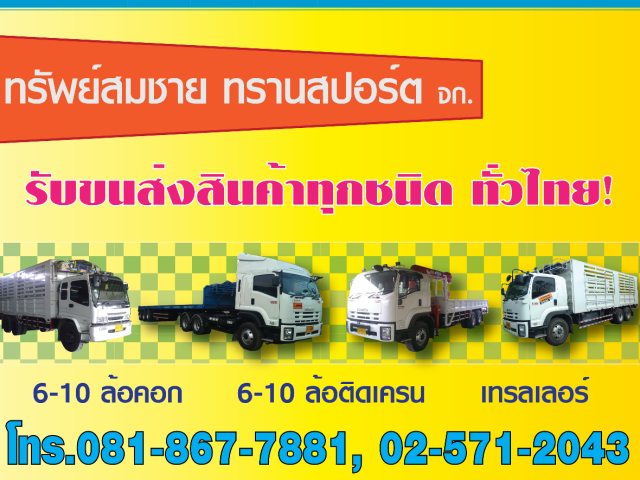 ทรัพย์สมชาย ทรานสปอร์ต จก.
รับขนส่งสินค้าทุกชนิด ทั่วไทย!
6-10 ล้อคอก 6-10 ล้อติดเครน เทรลเลอร์
โทร.081-867-7881, 02-571-2043